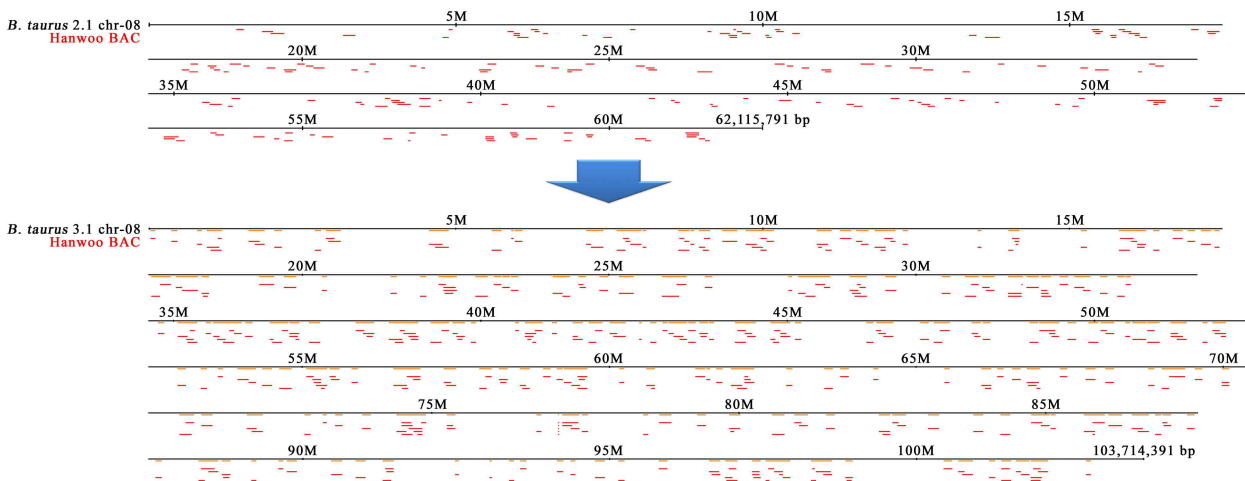 B. taurus 2.1 chr-08 5M 10M 15M
Hanwoo BAC
20M 25M 30M
35M 40M 45M 50M
55M 60M 62,115,791 bp
B. taurus 3.1 chr-08 5M 10M 15M
Hanwoo BAC
20M 25M 30M
35M 40M 45M 50M
55M 60M 65M 70M
75M 80M 85M
90M 95M 100M 103,714,391 bp